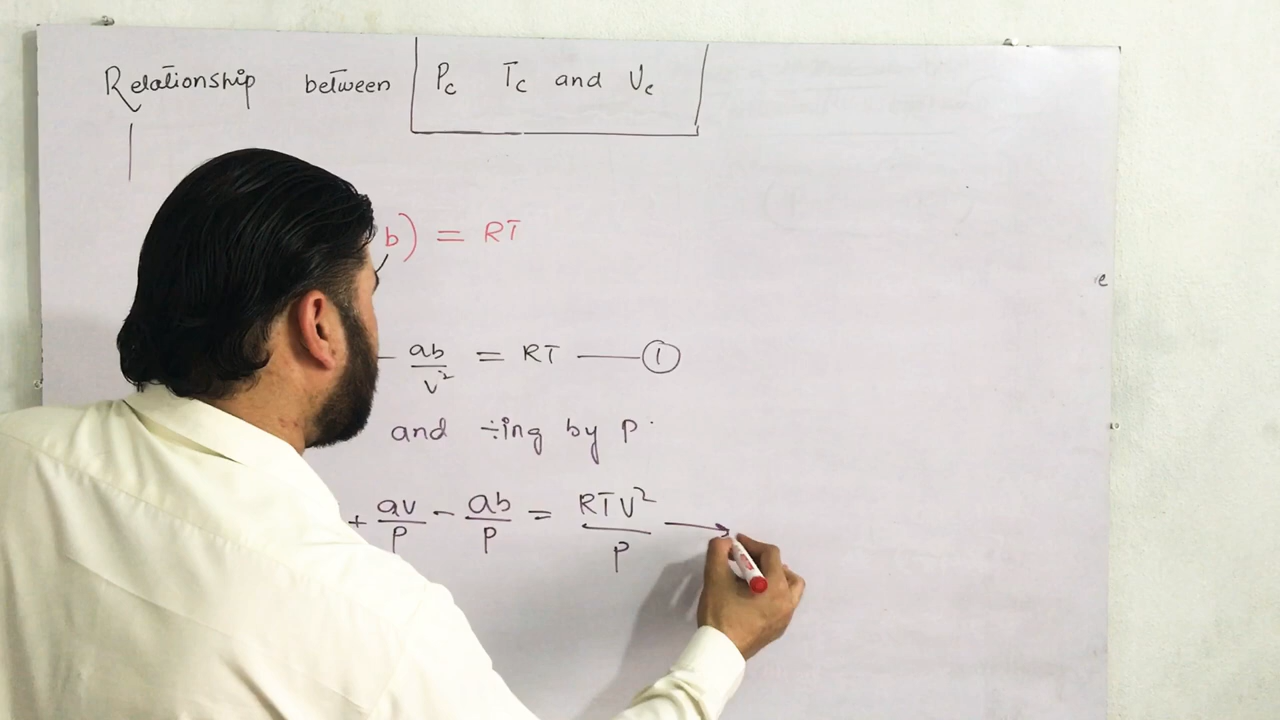 Relationship between Pc Tc and Vc
b) = RT
- ab/v² = RT — ①
and ÷ing by P.
+ av/P - ab/P = RTV²/P →
e